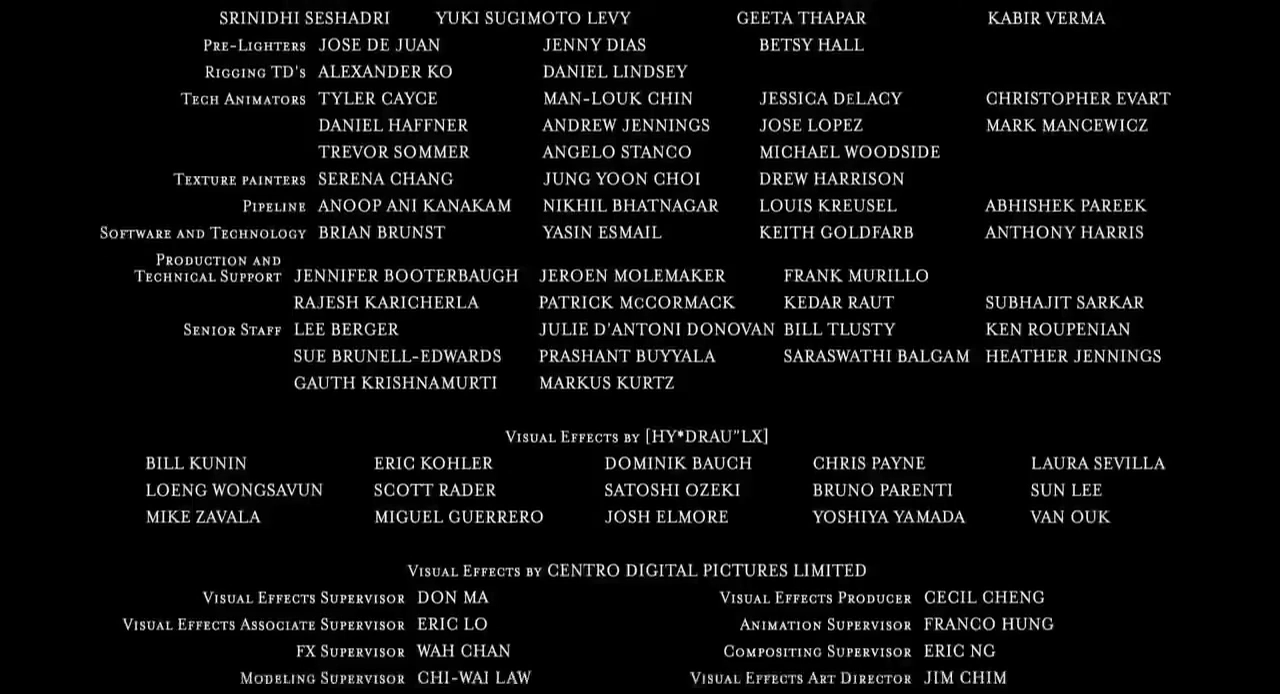 SRINIDHI SESHADRI YUKI SUGIMOTO LEVY GEETA THAPAR KABIR VERMA
PRE-LIGHTERS JOSE DE JUAN JENNY DIAS BETSY HALL
RIGGING TD'S ALEXANDER KO DANIEL LINDSEY
TECH ANIMATORS TYLER CAYCE MAN-LOUK CHIN JESSICA DELACY CHRISTOPHER EVART
DANIEL HAFFNER ANDREW JENNINGS JOSE LOPEZ MARK MANCEWICZ
TREVOR SOMMER ANGELO STANCO MICHAEL WOODSIDE
TEXTURE PAINTERS SERENA CHANG JUNG YOON CHOI DREW HARRISON
PIPELINE ANOOP ANI KANAKAM NIKHIL BHATNAGAR LOUIS KREUSEL ABHISHEK PAREEK
SOFTWARE AND TECHNOLOGY BRIAN BRUNST YASIN ESMAIL KEITH GOLDFARB ANTHONY HARRIS
PRODUCTION AND
TECHNICAL SUPPORT JENNIFER BOOTERBAUGH JEROEN MOLEMAKER FRANK MURILLO
RAJESH KARICHERLA PATRICK McCORMACK KEDAR RAUT SUBHAJIT SARKAR
SENIOR STAFF LEE BERGER JULIE D'ANTONI DONOVAN BILL TLUSTY KEN ROUPENIAN
SUE BRUNELL-EDWARDS PRASHANT BUYYALA SARASWATHI BALGAM HEATHER JENNINGS
GAUTH KRISHNAMURTI MARKUS KURTZ
VISUAL EFFECTS BY [HY*DRAU"LX]
BILL KUNIN ERIC KOHLER DOMINIK BAUCH CHRIS PAYNE LAURA SEVILLA
LOENG WONGSAVUN SCOTT RADER SATOSHI OZEKI BRUNO PARENTI SUN LEE
MIKE ZAVALA MIGUEL GUERRERO JOSH ELMORE YOSHIYA YAMADA VAN OUK
VISUAL EFFECTS BY CENTRO DIGITAL PICTURES LIMITED
VISUAL EFFECTS SUPERVISOR DON MA VISUAL EFFECTS PRODUCER CECIL CHENG
VISUAL EFFECTS ASSOCIATE SUPERVISOR ERIC LO ANIMATION SUPERVISOR FRANCO HUNG
FX SUPERVISOR WAH CHAN COMPOSITING SUPERVISOR ERIC NG
MODELING SUPERVISOR CHI-WAI LAW VISUAL EFFECTS ART DIRECTOR JIM CHIM